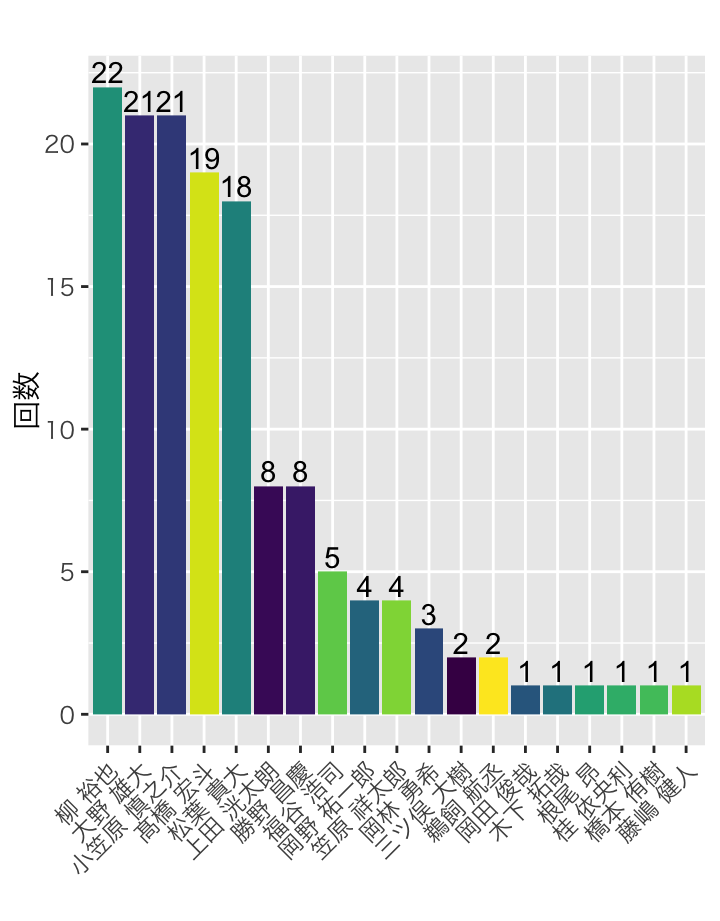 22
21
21
19
18
8
8
5
4
4
3
2
2
1
1
1
1
1
1
20
15
10
5
0
回数
柳 裕也
大野 雄大
小笠原 慎之介
髙橋 宏斗
松葉 貴大
上田 洸太朗
勝野 昌慶
福谷 浩司
岡野 祐一郎
笠原 祥太郎
岡林 勇希
三ツ俣 大樹
鵜飼 航丞
岡田 俊哉
木下 拓哉
根尾 昂
桂 依央利
橋本 侑樹
藤嶋 健人